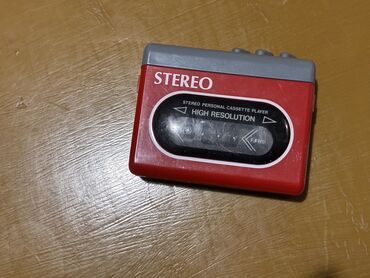 STEREO
STEREO PERSONAL CASSETTE PLAYER
HIGH RESOLUTION